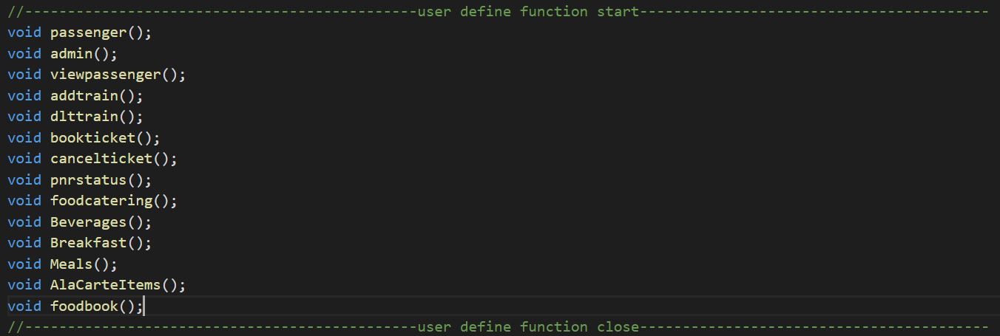 //----------------------------------------------user define function start-----------------------------------------
void passenger();
void admin();
void viewpassenger();
void addtrain();
void dlttrain();
void bookticket();
void cancelticket();
void pnrstatus();
void foodcatering();
void Beverages();
void Breakfast();
void Meals();
void AlaCarteItems();
void foodbook();
//----------------------------------------------user define function close-----------------------------------------